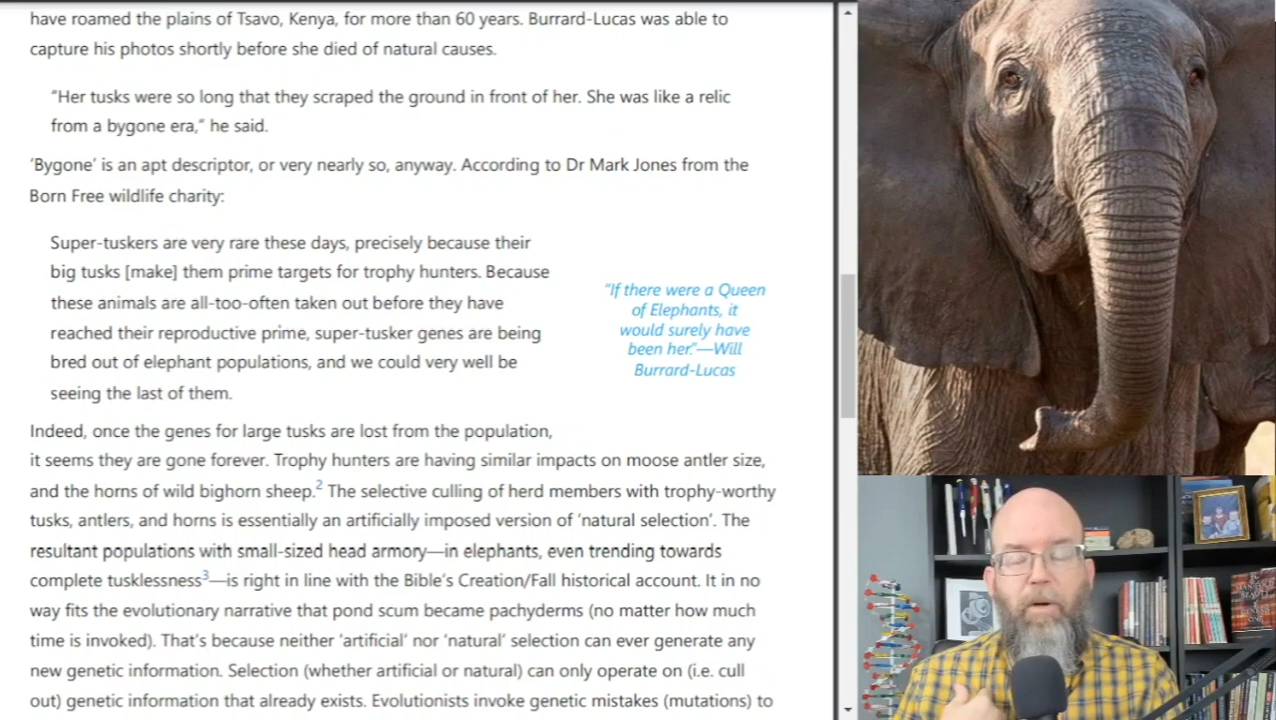 have roamed the plains of Tsavo, Kenya, for more than 60 years. Burrard-Lucas was able to
capture his photos shortly before she died of natural causes.
“Her tusks were so long that they scraped the ground in front of her. She was like a relic
from a bygone era,” he said.
‘Bygone’ is an apt descriptor, or very nearly so, anyway. According to Dr Mark Jones from the
Born Free wildlife charity:
Super-tuskers are very rare these days, precisely because their
big tusks [make] them prime targets for trophy hunters. Because
these animals are all-too-often taken out before they have
reached their reproductive prime, super-tusker genes are being
bred out of elephant populations, and we could very well be
seeing the last of them.
“If there were a Queen
of Elephants, it
would surely have
been her.”—Will
Burrard-Lucas
Indeed, once the genes for large tusks are lost from the population,
it seems they are gone forever. Trophy hunters are having similar impacts on moose antler size,
and the horns of wild bighorn sheep.2 The selective culling of herd members with trophy-worthy
tusks, antlers, and horns is essentially an artificially imposed version of ‘natural selection’. The
resultant populations with small-sized head armory—in elephants, even trending towards
complete tusklessness3—is right in line with the Bible’s Creation/Fall historical account. It in no
way fits the evolutionary narrative that pond scum became pachyderms (no matter how much
time is invoked). That’s because neither ‘artificial’ nor ‘natural’ selection can ever generate any
new genetic information. Selection (whether artificial or natural) can only operate on (i.e. cull
out) genetic information that already exists. Evolutionists invoke genetic mistakes (mutations) to